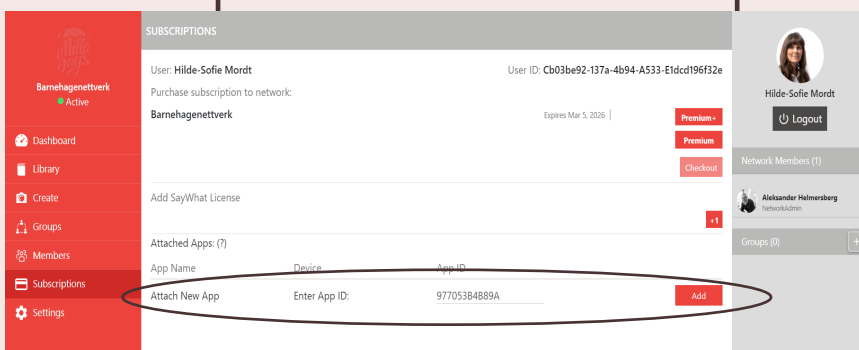 SUBSCRIPTIONS
Barnehagenettverk
Active
Dashboard
Library
Create
Groups
Members
Subscriptions
Settings
User: Hilde-Sofie Mordt
User ID: Cb03be92-137a-4b94-A533-E1dcd196f32e
Purchase subscription to network:
Barnehagenettverk
Expires Mar 5, 2026
Premium+
Premium
Checkout
Add SayWhat License
+1
Attached Apps: (?)
App Name Device App ID
Attach New App Enter App ID: 977053B4B89A Add
Hilde-Sofie Mordt
Logout
Network Members (1)
Aleksander Helmersberg
NetworkAdmin
Groups (0)
+